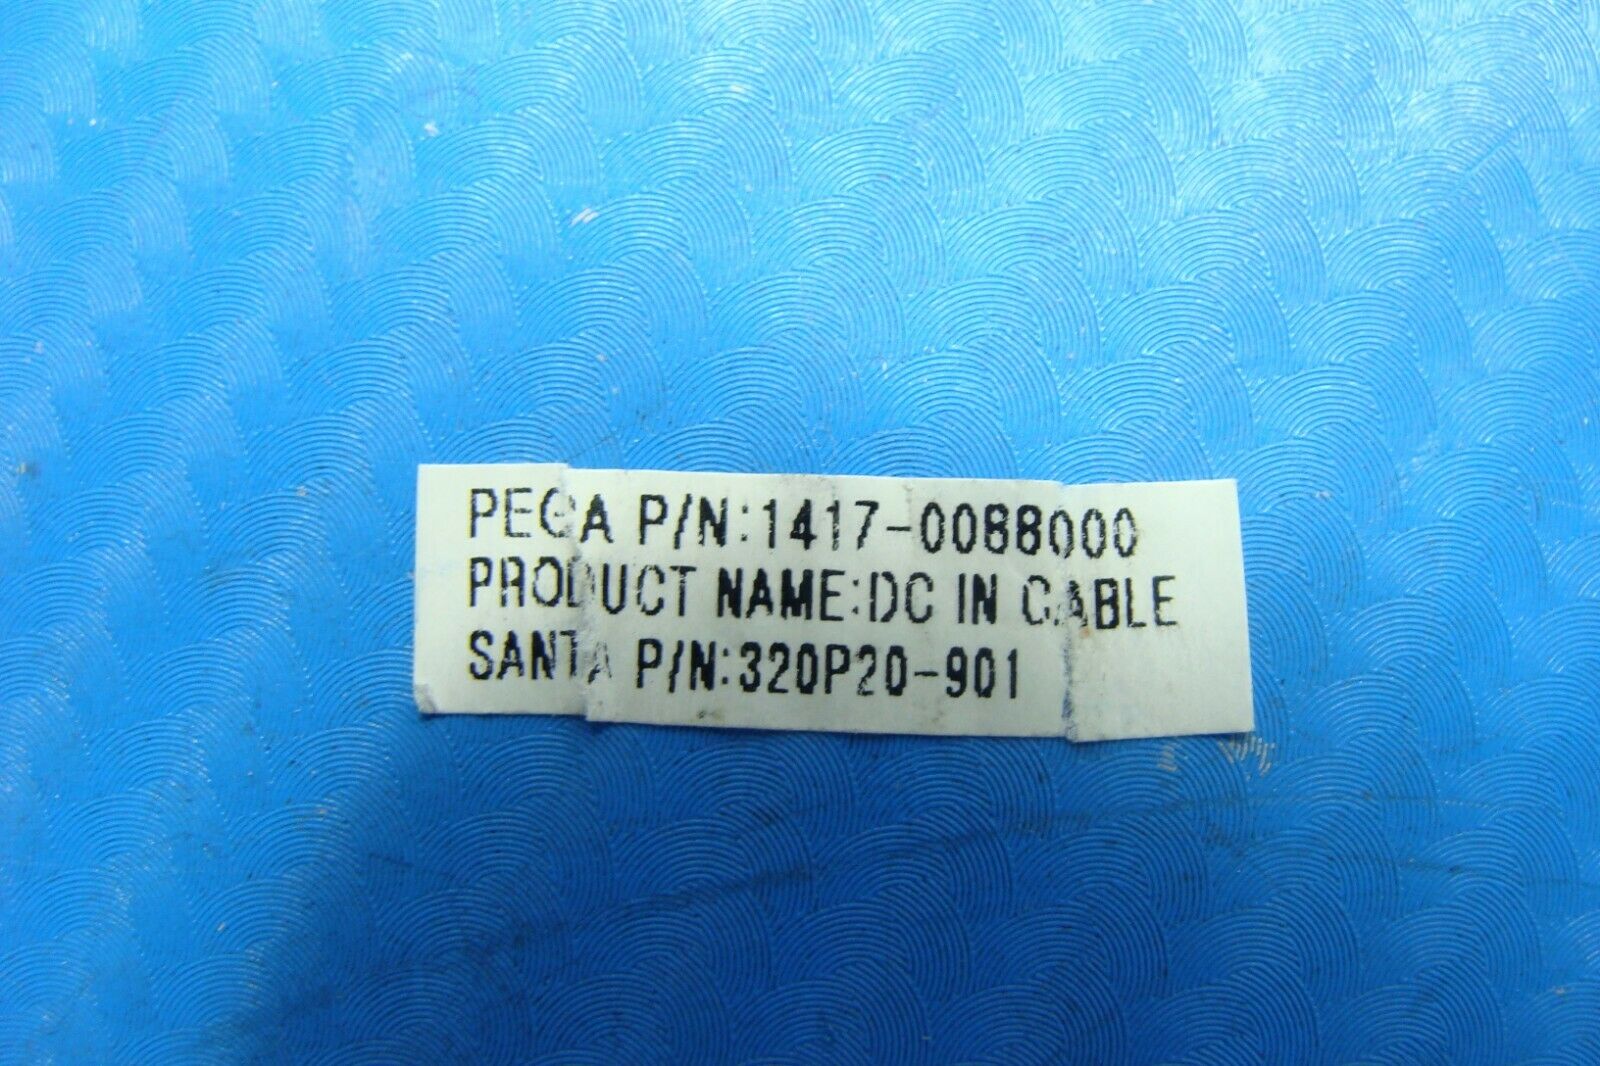 PEGA P/N:1417-0088000
PRODUCT NAME:DC IN CABLE
SANTA P/N:320P20-901